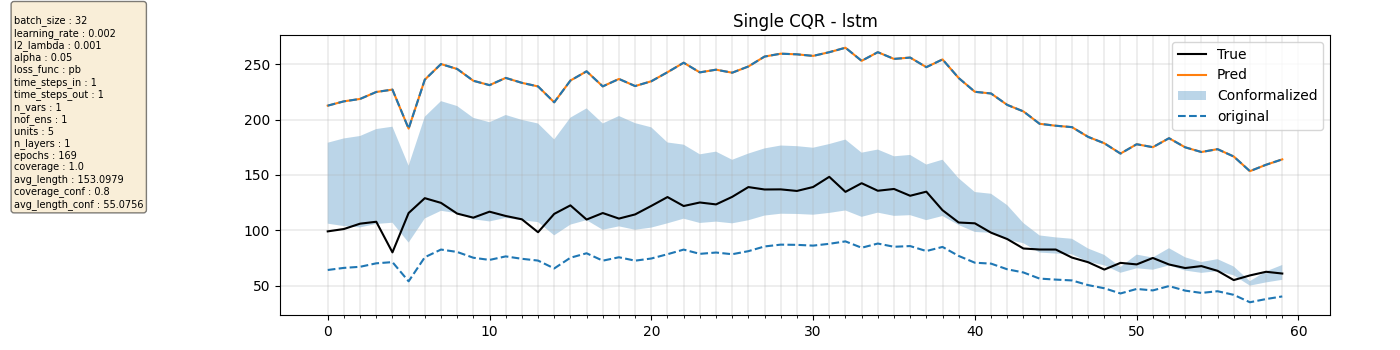 batch_size : 32
learning_rate : 0.002
l2_lambda : 0.001
alpha : 0.05
loss_func : pb
time_steps_in : 1
time_steps_out : 1
n_vars : 1
nof_ens : 1
units : 5
n_layers : 1
epochs : 169
coverage : 1.0
avg_length : 153.0979
coverage_conf : 0.8
avg_length_conf : 55.0756
Single CQR - lstm
True
Pred
Conformalized
original
250
200
150
100
50
0 10 20 30 40 50 60